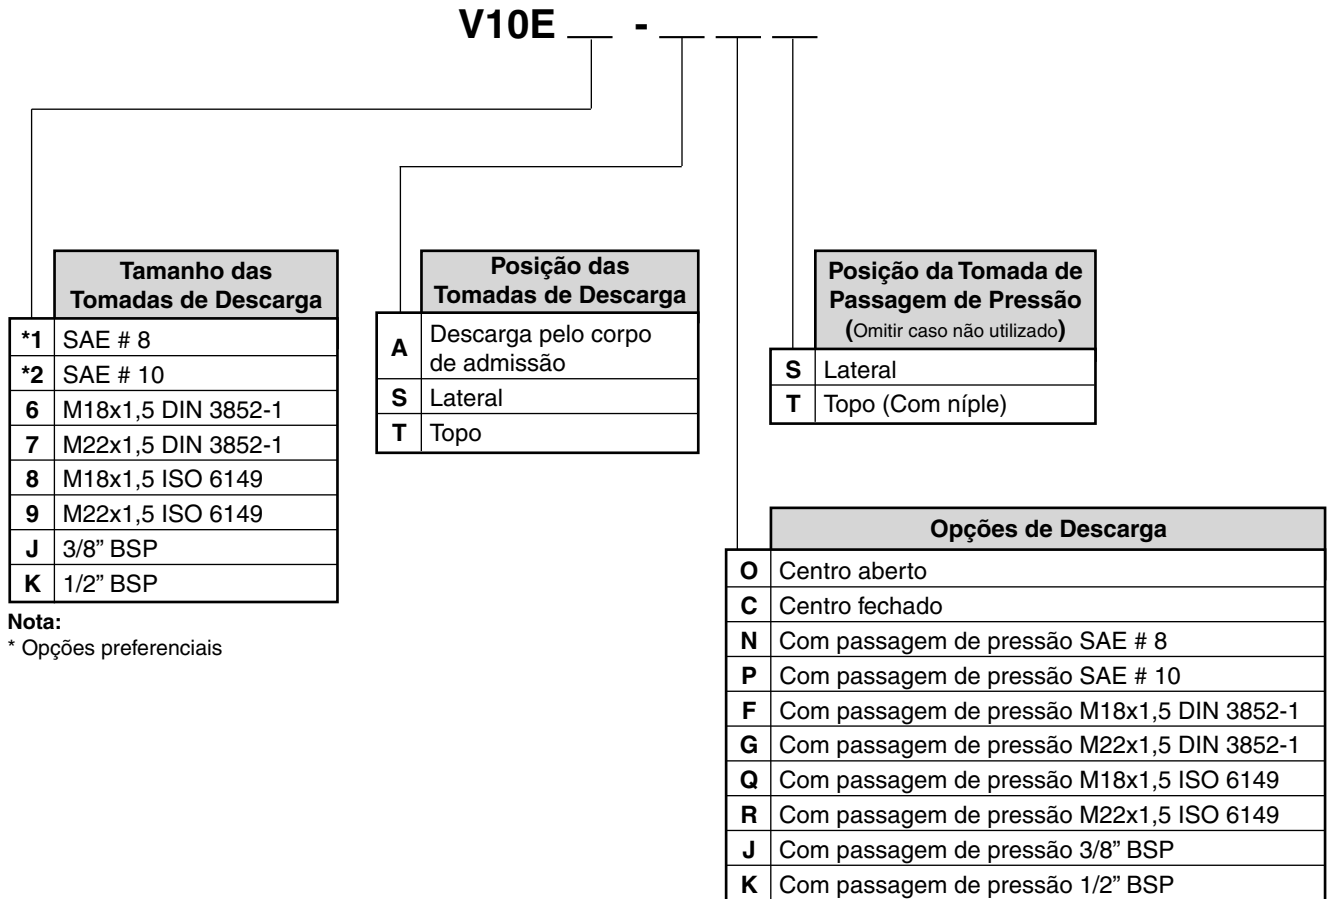 V10E __ - __ __ __
Tamanho das
Tomadas de Descarga
*1 SAE # 8
*2 SAE # 10
6 M18x1,5 DIN 3852-1
7 M22x1,5 DIN 3852-1
8 M18x1,5 ISO 6149
9 M22x1,5 ISO 6149
J 3/8” BSP
K 1/2” BSP
Nota:
* Opções preferenciais
Posição das
Tomadas de Descarga
A Descarga pelo corpo
de admissão
S Lateral
T Topo
Posição da Tomada de
Passagem de Pressão
(Omitir caso não utilizado)
S Lateral
T Topo (Com níple)
Opções de Descarga
O Centro aberto
C Centro fechado
N Com passagem de pressão SAE # 8
P Com passagem de pressão SAE # 10
F Com passagem de pressão M18x1,5 DIN 3852-1
G Com passagem de pressão M22x1,5 DIN 3852-1
Q Com passagem de pressão M18x1,5 ISO 6149
R Com passagem de pressão M22x1,5 ISO 6149
J Com passagem de pressão 3/8” BSP
K Com passagem de pressão 1/2” BSP